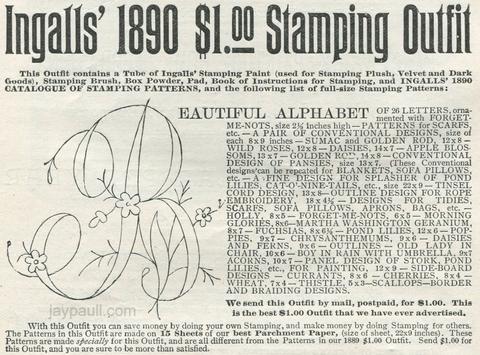 Ingalls' 1890 $1.00 Stamping Outfit
This Outfit contains a Tube of Ingalls' Stamping Paint (used for Stamping Plush, Velvet and Dark
Goods), Stamping Brush, Box Powder, Pad, Book of Instructions for Stamping, and INGALLS' 1890
CATALOGUE OF STAMPING PATTERNS, and the following list of full-size Stamping Patterns:
BEAUTIFUL ALPHABET OF 26 LETTERS, orna-
mented with FORGET-
ME-NOTS, size 2½ inches high—PATTERNS for SCARFS,
etc.—A PAIR OF CONVENTIONAL DESIGNS, size of
each 8x9 inches—SUMAC and GOLDEN ROD, 12x8—
WILD ROSES, 12x8—DAISIES, 14x7—APPLE BLOS-
SOMS, 13x7—GOLDEN ROD, 14x8—CONVENTIONAL
DESIGN OF PANSIES, size 13x7. (These Conventional
designs can be repeated for BLANKETS, SOFA PILLOWS,
etc.—A FINE DESIGN FOR SPLASHER OF POND
LILIES, CAT-O'-NINE-TAILS, etc., size 22x9—TINSEL
CORD DESIGN, 13x8—OUTLINE DESIGN FOR ROPE
EMBROIDERY, 18x4¾—DESIGNS FOR TIDIES,
SCARFS, SOFA PILLOWS, APRONS, BAGS, etc.—
HOLLY, 8x5—FORGET-ME-NOTS, 6x5—MORNING
GLORIES, 8x6—MARTHA WASHINGTON GERANIUM,
8x7—FUCHSIAS, 8x6½—POND LILIES, 12x6—POP-
PIES, 9x7—CHRYSANTHEMUMS, 9x6—DAISIES
AND FERNS, 9x6—OUTLINES—OLD LADY IN
CHAIR, 10x6—BOY IN RAIN WITH UMBRELLA, 9x7
ACORNS, 10x7—PANEL DESIGN OF STORK, POND
LILIES, etc., FOR PAINTING, 12x9—SIDE-BOARD
DESIGNS—CURRANTS, 8x6—CHERRIES, 8x4—
WHEAT, 7x4—THISTLE, 5x3—SCALLOPS—BORDER
AND BRAIDING DESIGNS.
We send this Outfit by mail, postpaid, for $1.00. This
is the best $1.00 Outfit that we have ever advertised.
jaypaull.com
With this Outfit you can save money by doing your own Stamping, and make money by doing Stamping for others.
The Patterns in this Outfit are made on 15 Sheets of our best Parchment Paper, (size of sheet, 22x9 inches). These
Patterns are made specially for this Outfit, and are all different from the Patterns in our 1889 $1.00 Outfit. Send $1.00 for
this Outfit, and you are sure to be more than satisfied.